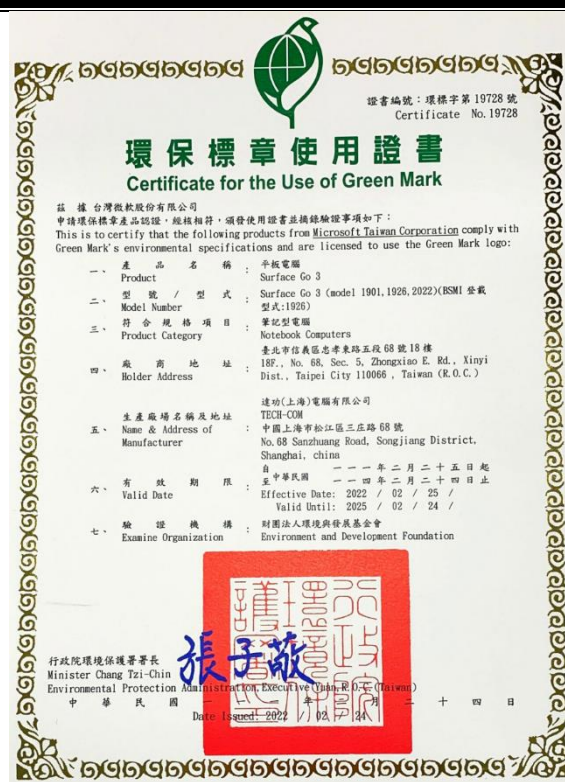 證書編號：環標字第 19728 號
Certificate No. 19728
環保標章使用證書
Certificate for the Use of Green Mark
茲 據 台灣微軟股份有限公司
申請環保標章產品認證，經核相符，頒發使用證書並摘錄驗證事項如下：
This is to certify that the following products from Microsoft Taiwan Corporation comply with
Green Mark's environmental specifications and are licensed to use the Green Mark logo:
一、 產品名稱 : 平板電腦
Product Surface Go 3
二、 型號 / 型式 : Surface Go 3 (model 1901,1926,2022)(BSMI 登載
Model Number 型式:1926)
三、 符合規格項目 : 筆記型電腦
Product Category Notebook Computers
四、 廠商地址 : 臺北市信義區忠孝東路五段 68 號 18 樓
Holder Address 18F., No. 68, Sec. 5, Zhongxiao E. Rd., Xinyi
Dist., Taipei City 110066 , Taiwan (R.O.C.)
五、 生產廠場名稱及地址 : 達功(上海)電腦有限公司
Name & Address of TECH-COM
Manufacturer 中國上海市松江區三庄路 68 號
No. 68 Sanzhuang Road, Songjiang District,
Shanghai, china
六、 有效期限 : 自至中華民國 一一一年二月二十五日起
一一四年二月二十四日止
Valid Date Effective Date: 2022 / 02 / 25 /
Valid Until: 2025 / 02 / 24 /
七、 驗證機構 : 財團法人環境與發展基金會
Examine Organization Environment and Development Foundation
行政院環境保護署署長 張子敬
Minister Chang Tzi-Chin
Environmental Protection Administration, Executive Yuan, R.O.C. (Taiwan)
中華民國 一 年 二 月 二十四日
Date Issued: 2022 / 02 / 24